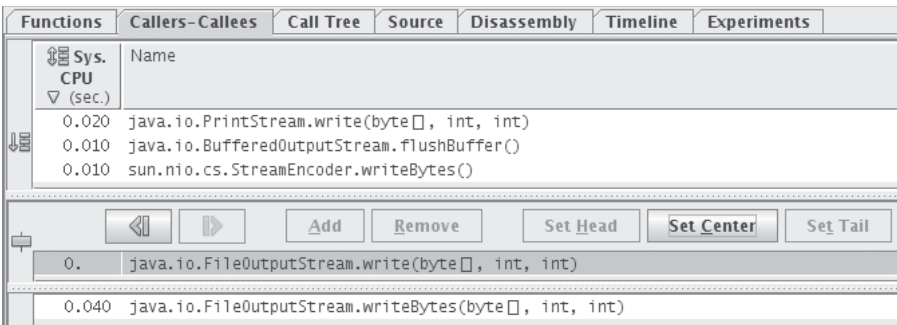 Functions Callers-Callees Call Tree Source Disassembly Timeline Experiments
Sys. Name
CPU
(sec.)
0.020 java.io.PrintStream.write(byte[], int, int)
0.010 java.io.BufferedOutputStream.flushBuffer()
0.010 sun.nio.cs.StreamEncoder.writeBytes()
Add Remove Set Head Set Center Set Tail
0. java.io.FileOutputStream.write(byte[], int, int)
0.040 java.io.FileOutputStream.writeBytes(byte[], int, int)